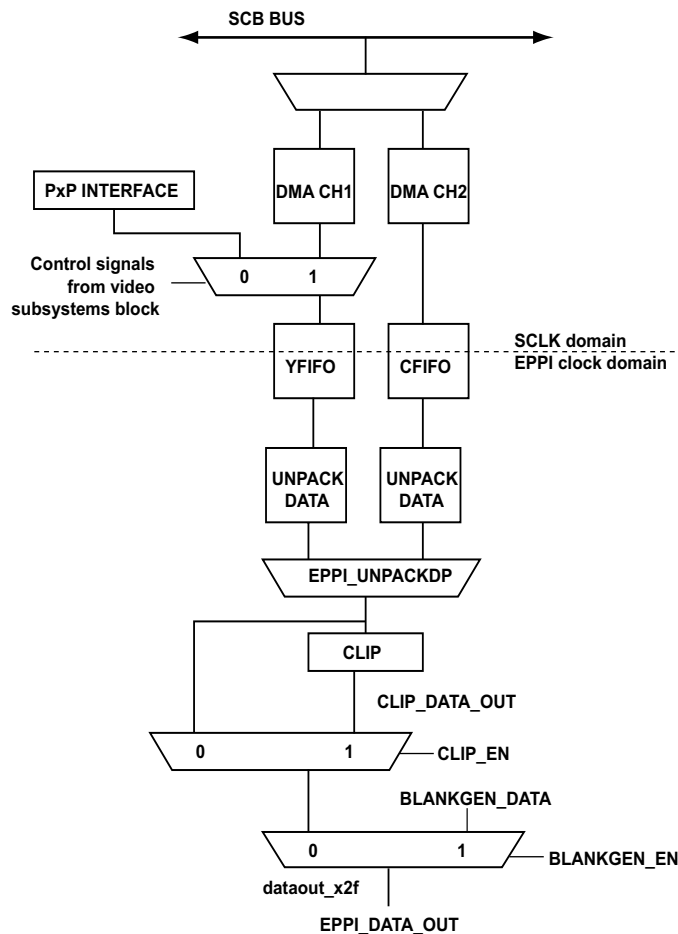 SCB BUS
DMA CH1
DMA CH2
PxP INTERFACE
Control signals
from video
subsystems block
0
1
SCLK domain
EPPI clock domain
YFIFO
CFIFO
UNPACK
DATA
UNPACK
DATA
EPPI_UNPACKDP
CLIP
CLIP_DATA_OUT
0
1
CLIP_EN
BLANKGEN_DATA
0
1
BLANKGEN_EN
dataout_x2f
EPPI_DATA_OUT